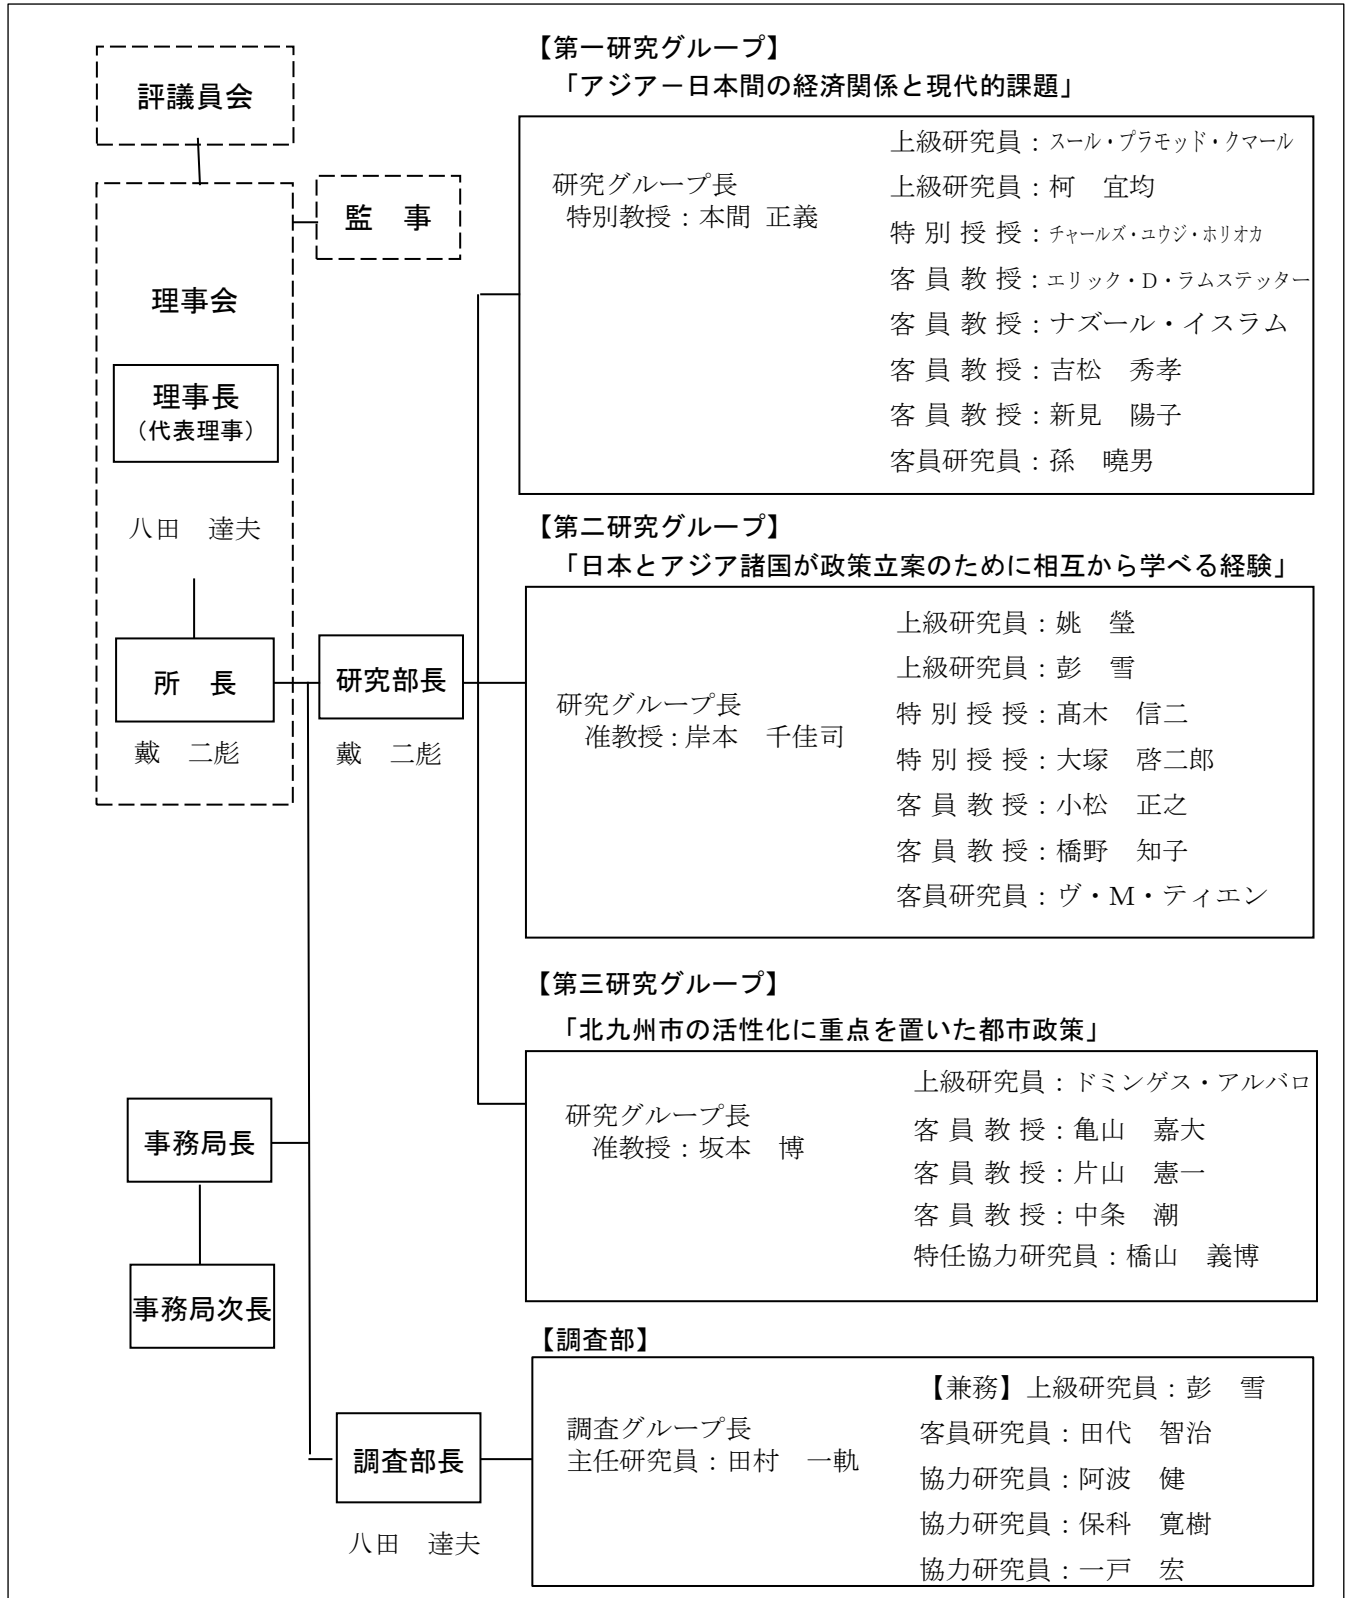 評議員会
監　事
理事会
理事長
（代表理事）
八田　達夫
所　長
戴　二彪
研究部長
戴　二彪
事務局長
事務局次長
調査部長
八田　達夫
【第一研究グループ】
「アジア－日本間の経済関係と現代的課題」
研究グループ長
特別教授：本間 正義
上級研究員：スール・プラモッド・クマール
上級研究員：柯　宜均
特 別 授 授：チャールズ・ユウジ・ホリオカ
客 員 教 授：エリック・D・ラムステッター
客 員 教 授：ナズール・イスラム
客 員 教 授：吉松　秀孝
客 員 教 授：新見　陽子
客員研究員：孫　曉男
【第二研究グループ】
「日本とアジア諸国が政策立案のために相互から学べる経験」
研究グループ長
准教授：岸本　千佳司
上級研究員：姚　瑩
上級研究員：彭　雪
特 別 授 授：髙木　信二
特 別 授 授：大塚　啓二郎
客 員 教 授：小松　正之
客 員 教 授：橋野　知子
客員研究員：ヴ・M・ティエン
【第三研究グループ】
「北九州市の活性化に重点を置いた都市政策」
研究グループ長
准教授：坂本　博
上級研究員：ドミンゲス・アルバロ
客 員 教 授：亀山　嘉大
客 員 教 授：片山　憲一
客 員 教 授：中条　潮
特任協力研究員：橋山　義博
【調査部】
調査グループ長
主任研究員：田村　一軌
【兼務】上級研究員：彭　雪
客員研究員：田代　智治
協力研究員：阿波　健
協力研究員：保科　寛樹
協力研究員：一戸　宏